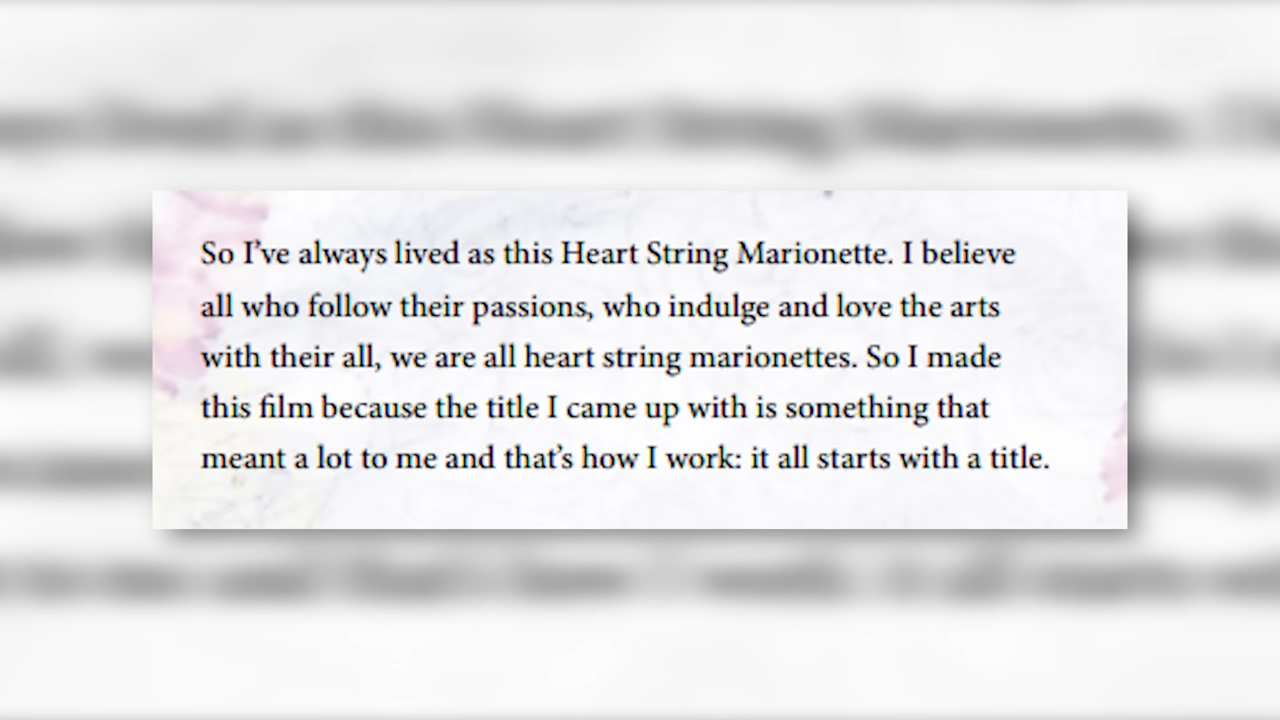 So I’ve always lived as this Heart String Marionette. I believe
all who follow their passions, who indulge and love the arts
with their all, we are all heart string marionettes. So I made
this film because the title I came up with is something that
meant a lot to me and that’s how I work: it all starts with a title.